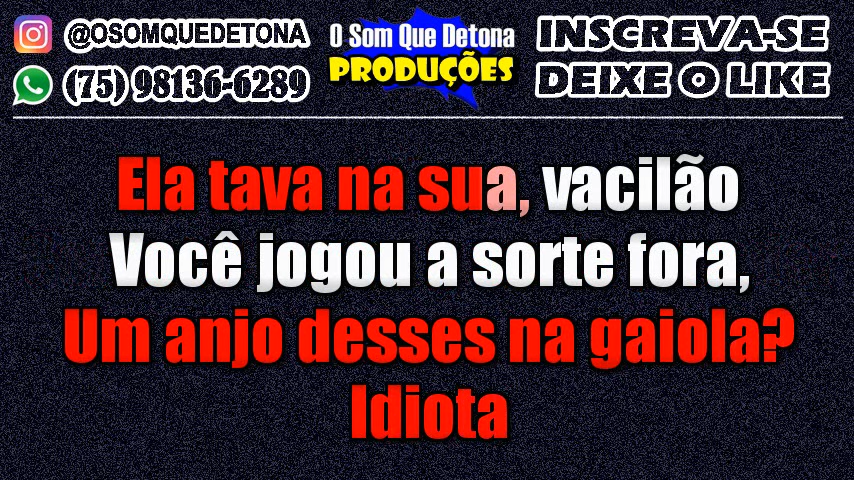 @OSOMQUEDETONA
(75) 98136-6289
O Som Que Detona
PRODUÇÕES
INSCREVA-SE
DEIXE O LIKE
Ela tava na sua, vacilão
Você jogou a sorte fora,
Um anjo desses na gaiola?
Idiota